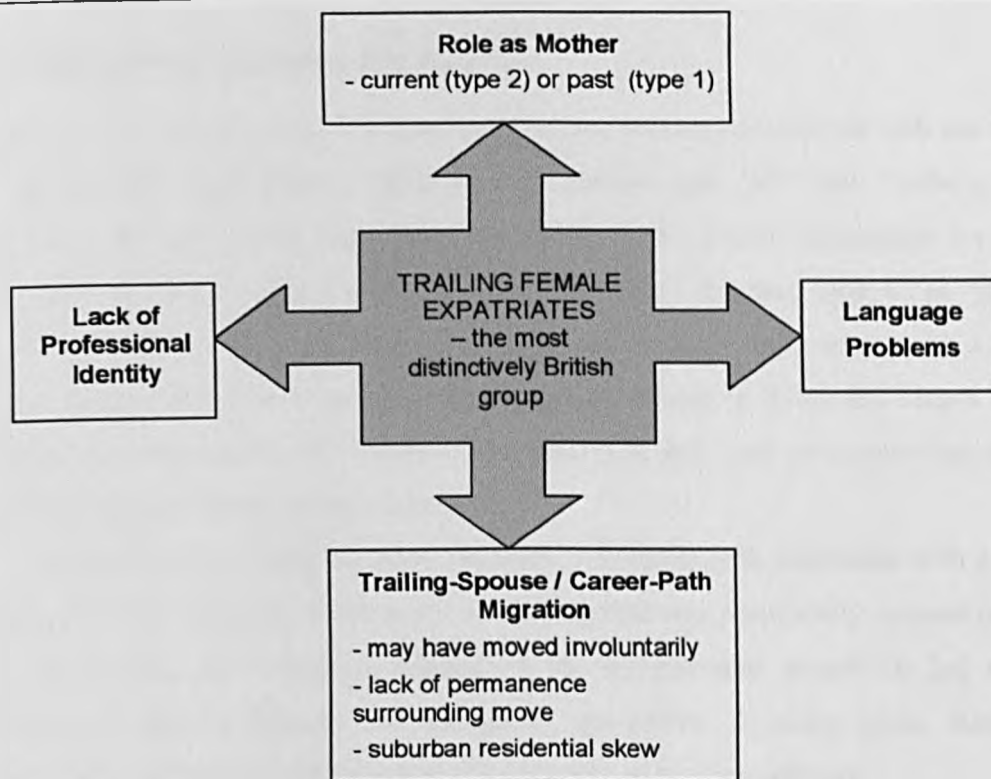 Role as Mother
- current (type 2) or past (type 1)
Lack of
Professional
Identity
TRAILING FEMALE
EXPATRIATES
– the most
distinctively British
group
Language
Problems
Trailing-Spouse / Career-Path
Migration
- may have moved involuntarily
- lack of permanence
surrounding move
- suburban residential skew